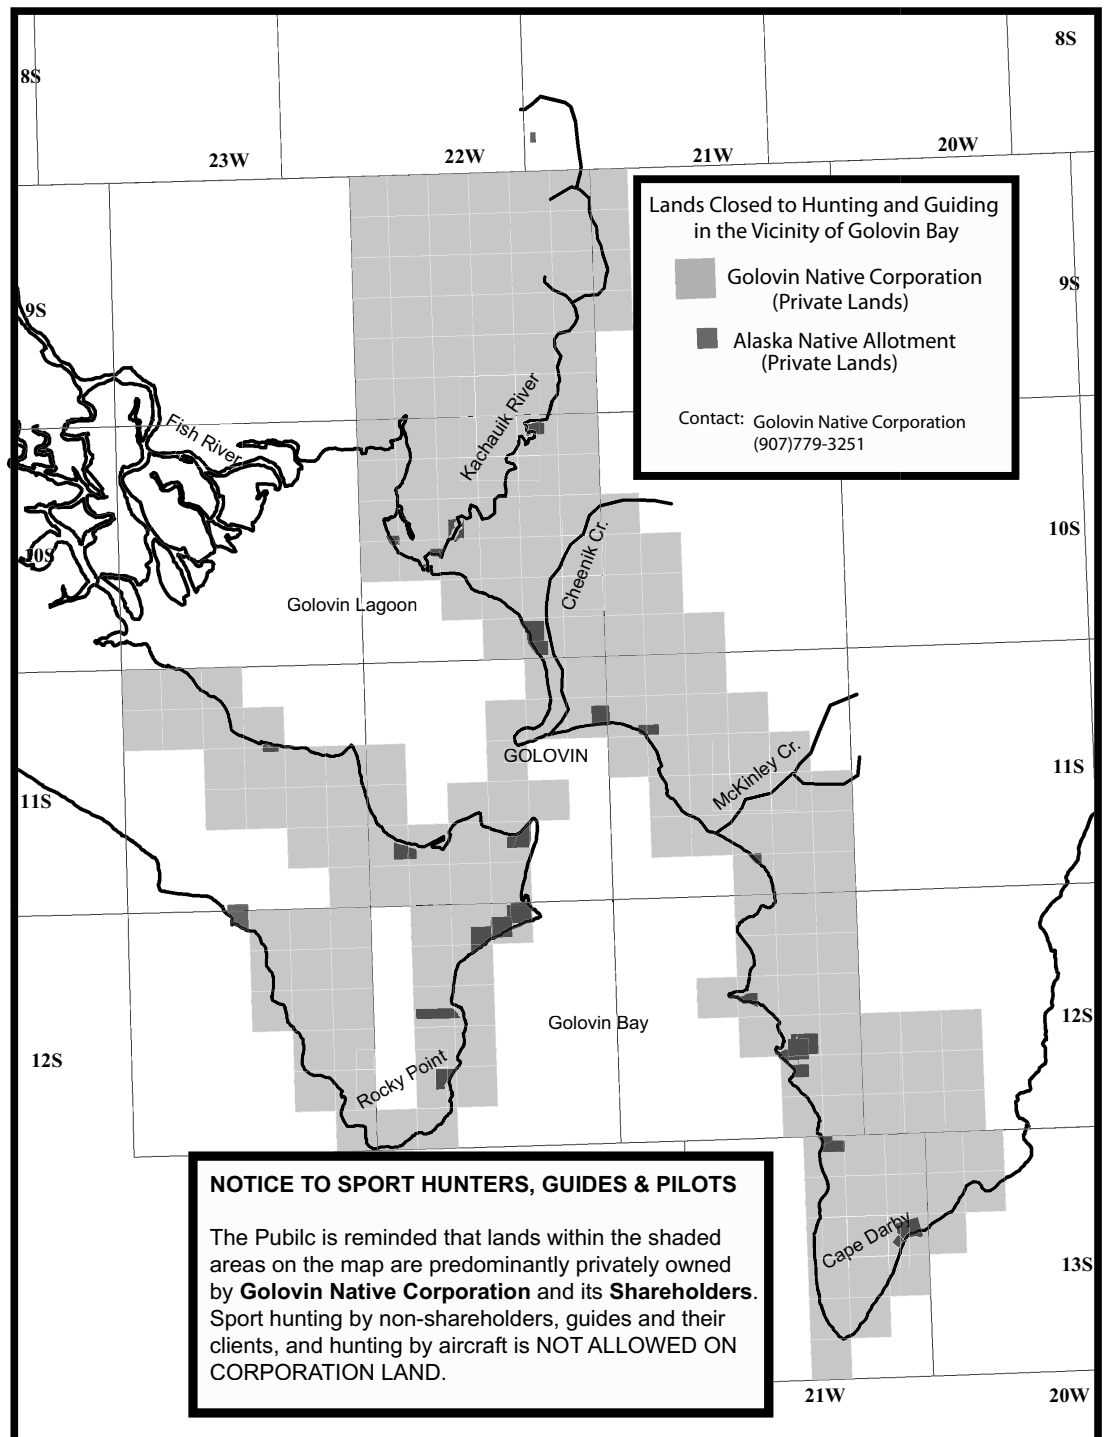 8S
8S
23W
22W
21W
20W
Lands Closed to Hunting and Guiding
in the Vicinity of Golovin Bay
Golovin Native Corporation
(Private Lands)
Alaska Native Allotment
(Private Lands)
Contact: Golovin Native Corporation
(907)779-3251
9S
9S
Fish River
Kachauik River
Cheenik Cr.
10S
10S
Golovin Lagoon
GOLOVIN
McKinley Cr.
11S
11S
Golovin Bay
12S
12S
Rocky Point
NOTICE TO SPORT HUNTERS, GUIDES & PILOTS
The Pubilc is reminded that lands within the shaded
areas on the map are predominantly privately owned
by Golovin Native Corporation and its Shareholders.
Sport hunting by non-shareholders, guides and their
clients, and hunting by aircraft is NOT ALLOWED ON
CORPORATION LAND.
Cape Darby
13S
21W
20W